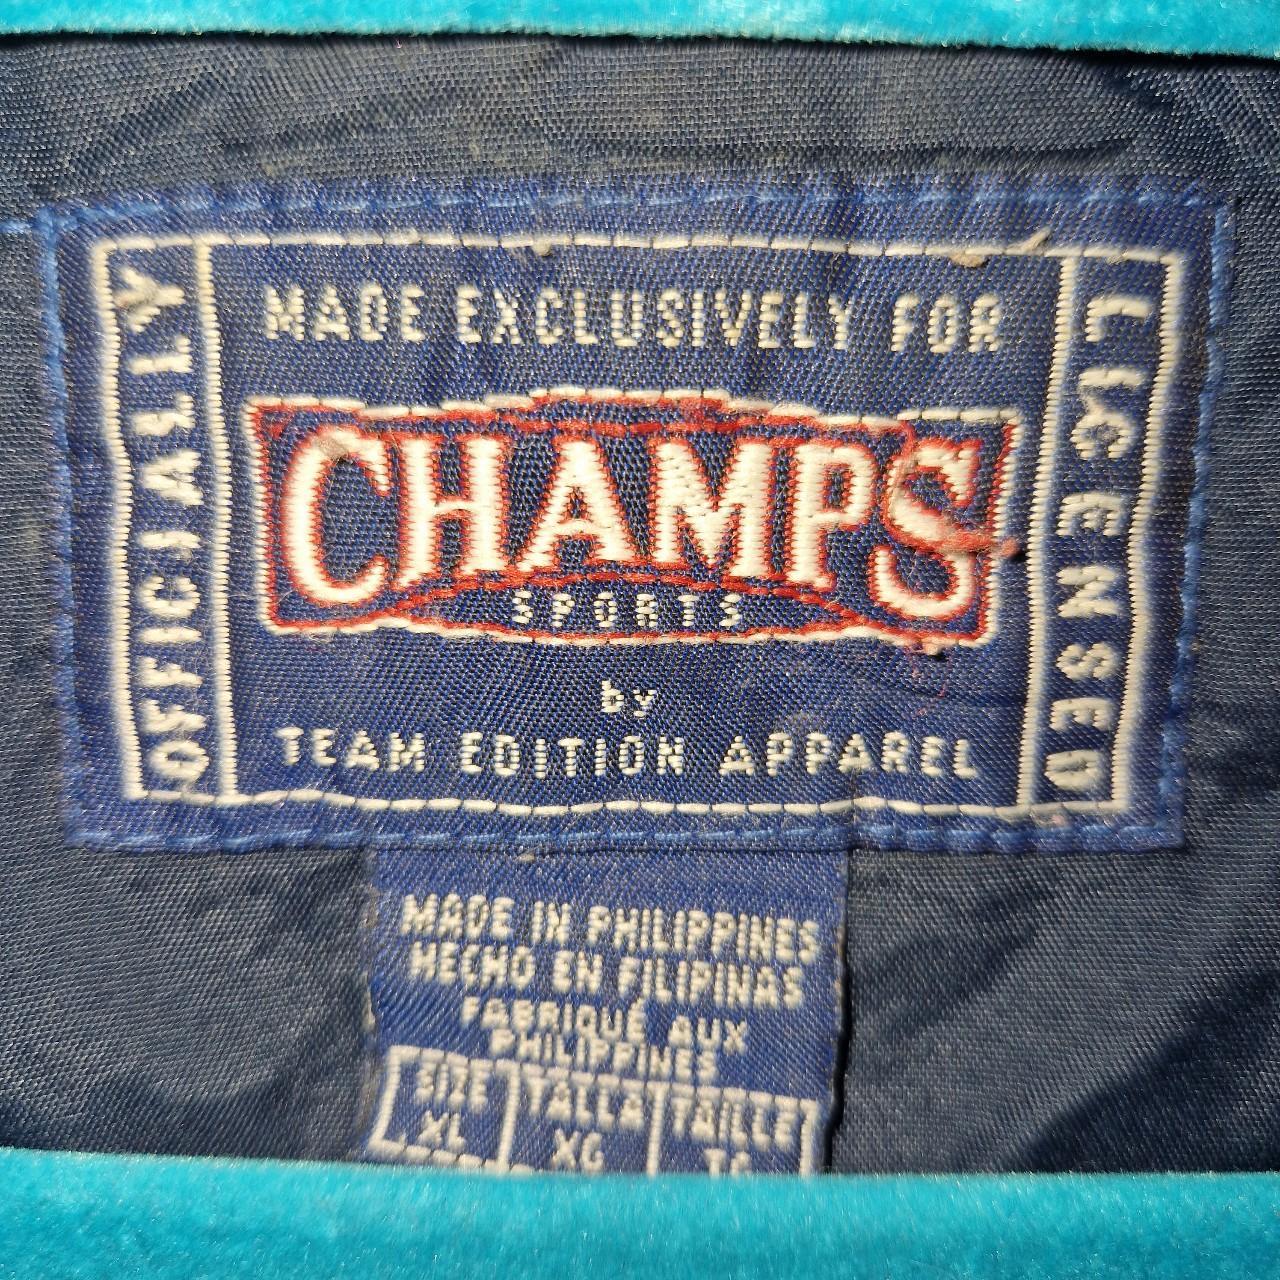 OFFICIALLY
MADE EXCLUSIVELY FOR
CHAMPS
SPORTS
by
TEAM EDITION APPAREL
LICENSED
MADE IN PHILIPPINES
HECHO EN FILIPINAS
FABRIQUÉ AUX
PHILIPPINES
SIZE TALLA TAILLE
XL XG